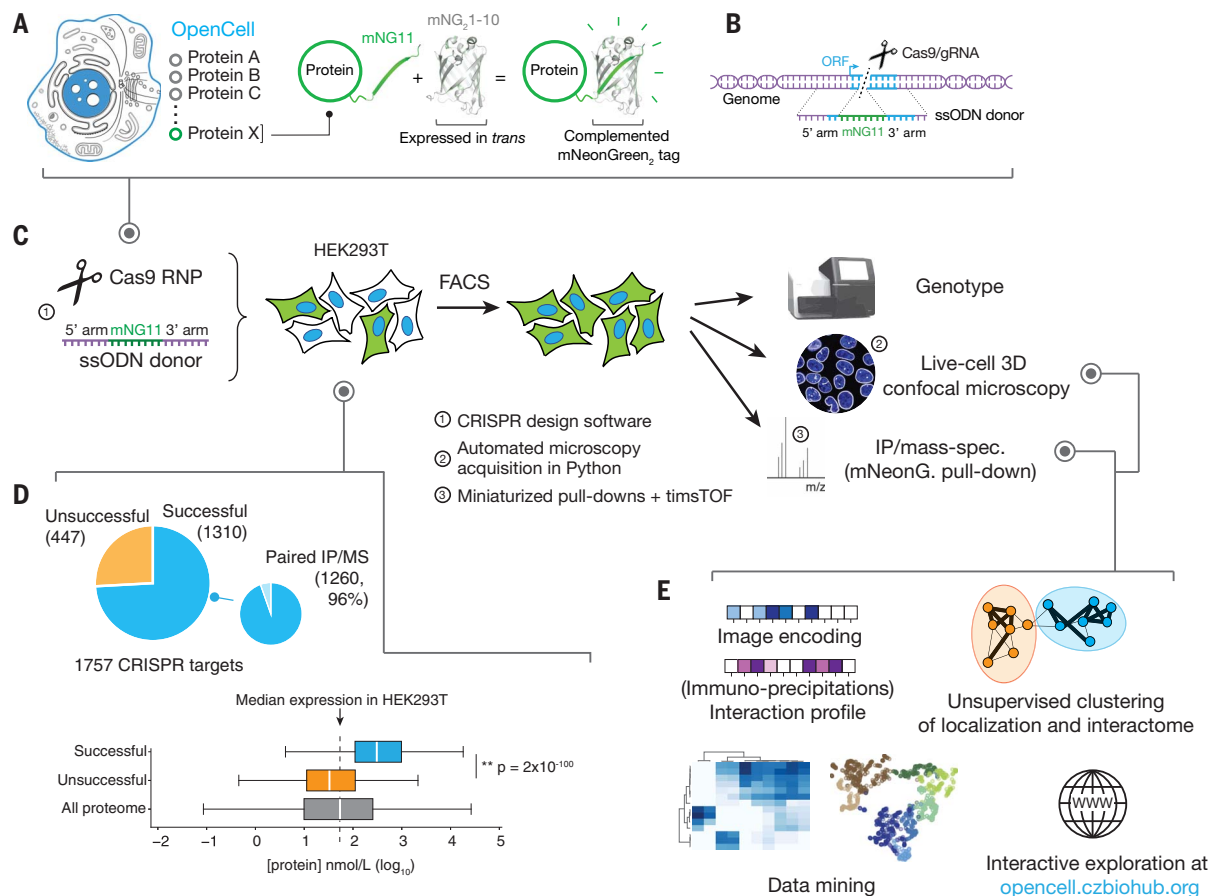 A
OpenCell
Protein A
Protein B
Protein C
Protein X]
Protein
mNG11
+
mNG₂1-10
=
Protein
Expressed in trans
Complemented
mNeonGreen₂ tag
B
Cas9/gRNA
ORF
Genome
ssODN donor
5' arm mNG11 3' arm
C
Cas9 RNP
1
5' arm mNG11 3' arm
ssODN donor
HEK293T
FACS
Genotype
2
Live-cell 3D
confocal microscopy
3
m/z
IP/mass-spec.
(mNeonG. pull-down)
1 CRISPR design software
2 Automated microscopy
acquisition in Python
3 Miniaturized pull-downs + timsTOF
D
Unsuccessful
(447)
Successful
(1310)
Paired IP/MS
(1260,
96%)
1757 CRISPR targets
Median expression in HEK293T
Successful
Unsuccessful
All proteome
** p = 2x10⁻¹⁰⁰
−2 −1 0 1 2 3 4 5
[protein] nmol/L (log₁₀)
E
Image encoding
(Immuno-precipitations)
Interaction profile
Unsupervised clustering
of localization and interactome
Data mining
WWW
Interactive exploration at
opencell.czbiohub.org